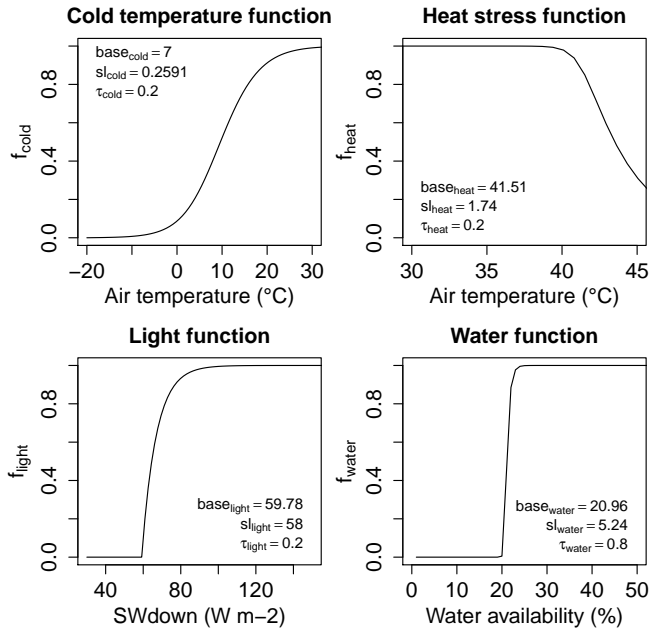 Cold temperature function
f_cold
0.0 0.4 0.8
base_cold = 7
sl_cold = 0.2591
τ_cold = 0.2
−20 0 10 20 30
Air temperature (°C)
Heat stress function
f_heat
0.0 0.4 0.8
base_heat = 41.51
sl_heat = 1.74
τ_heat = 0.2
30 35 40 45
Air temperature (°C)
Light function
f_light
0.0 0.4 0.8
base_light = 59.78
sl_light = 58
τ_light = 0.2
40 80 120
SWdown (W m−2)
Water function
f_water
0.0 0.4 0.8
base_water = 20.96
sl_water = 5.24
τ_water = 0.8
0 10 20 30 40 50
Water availability (%)